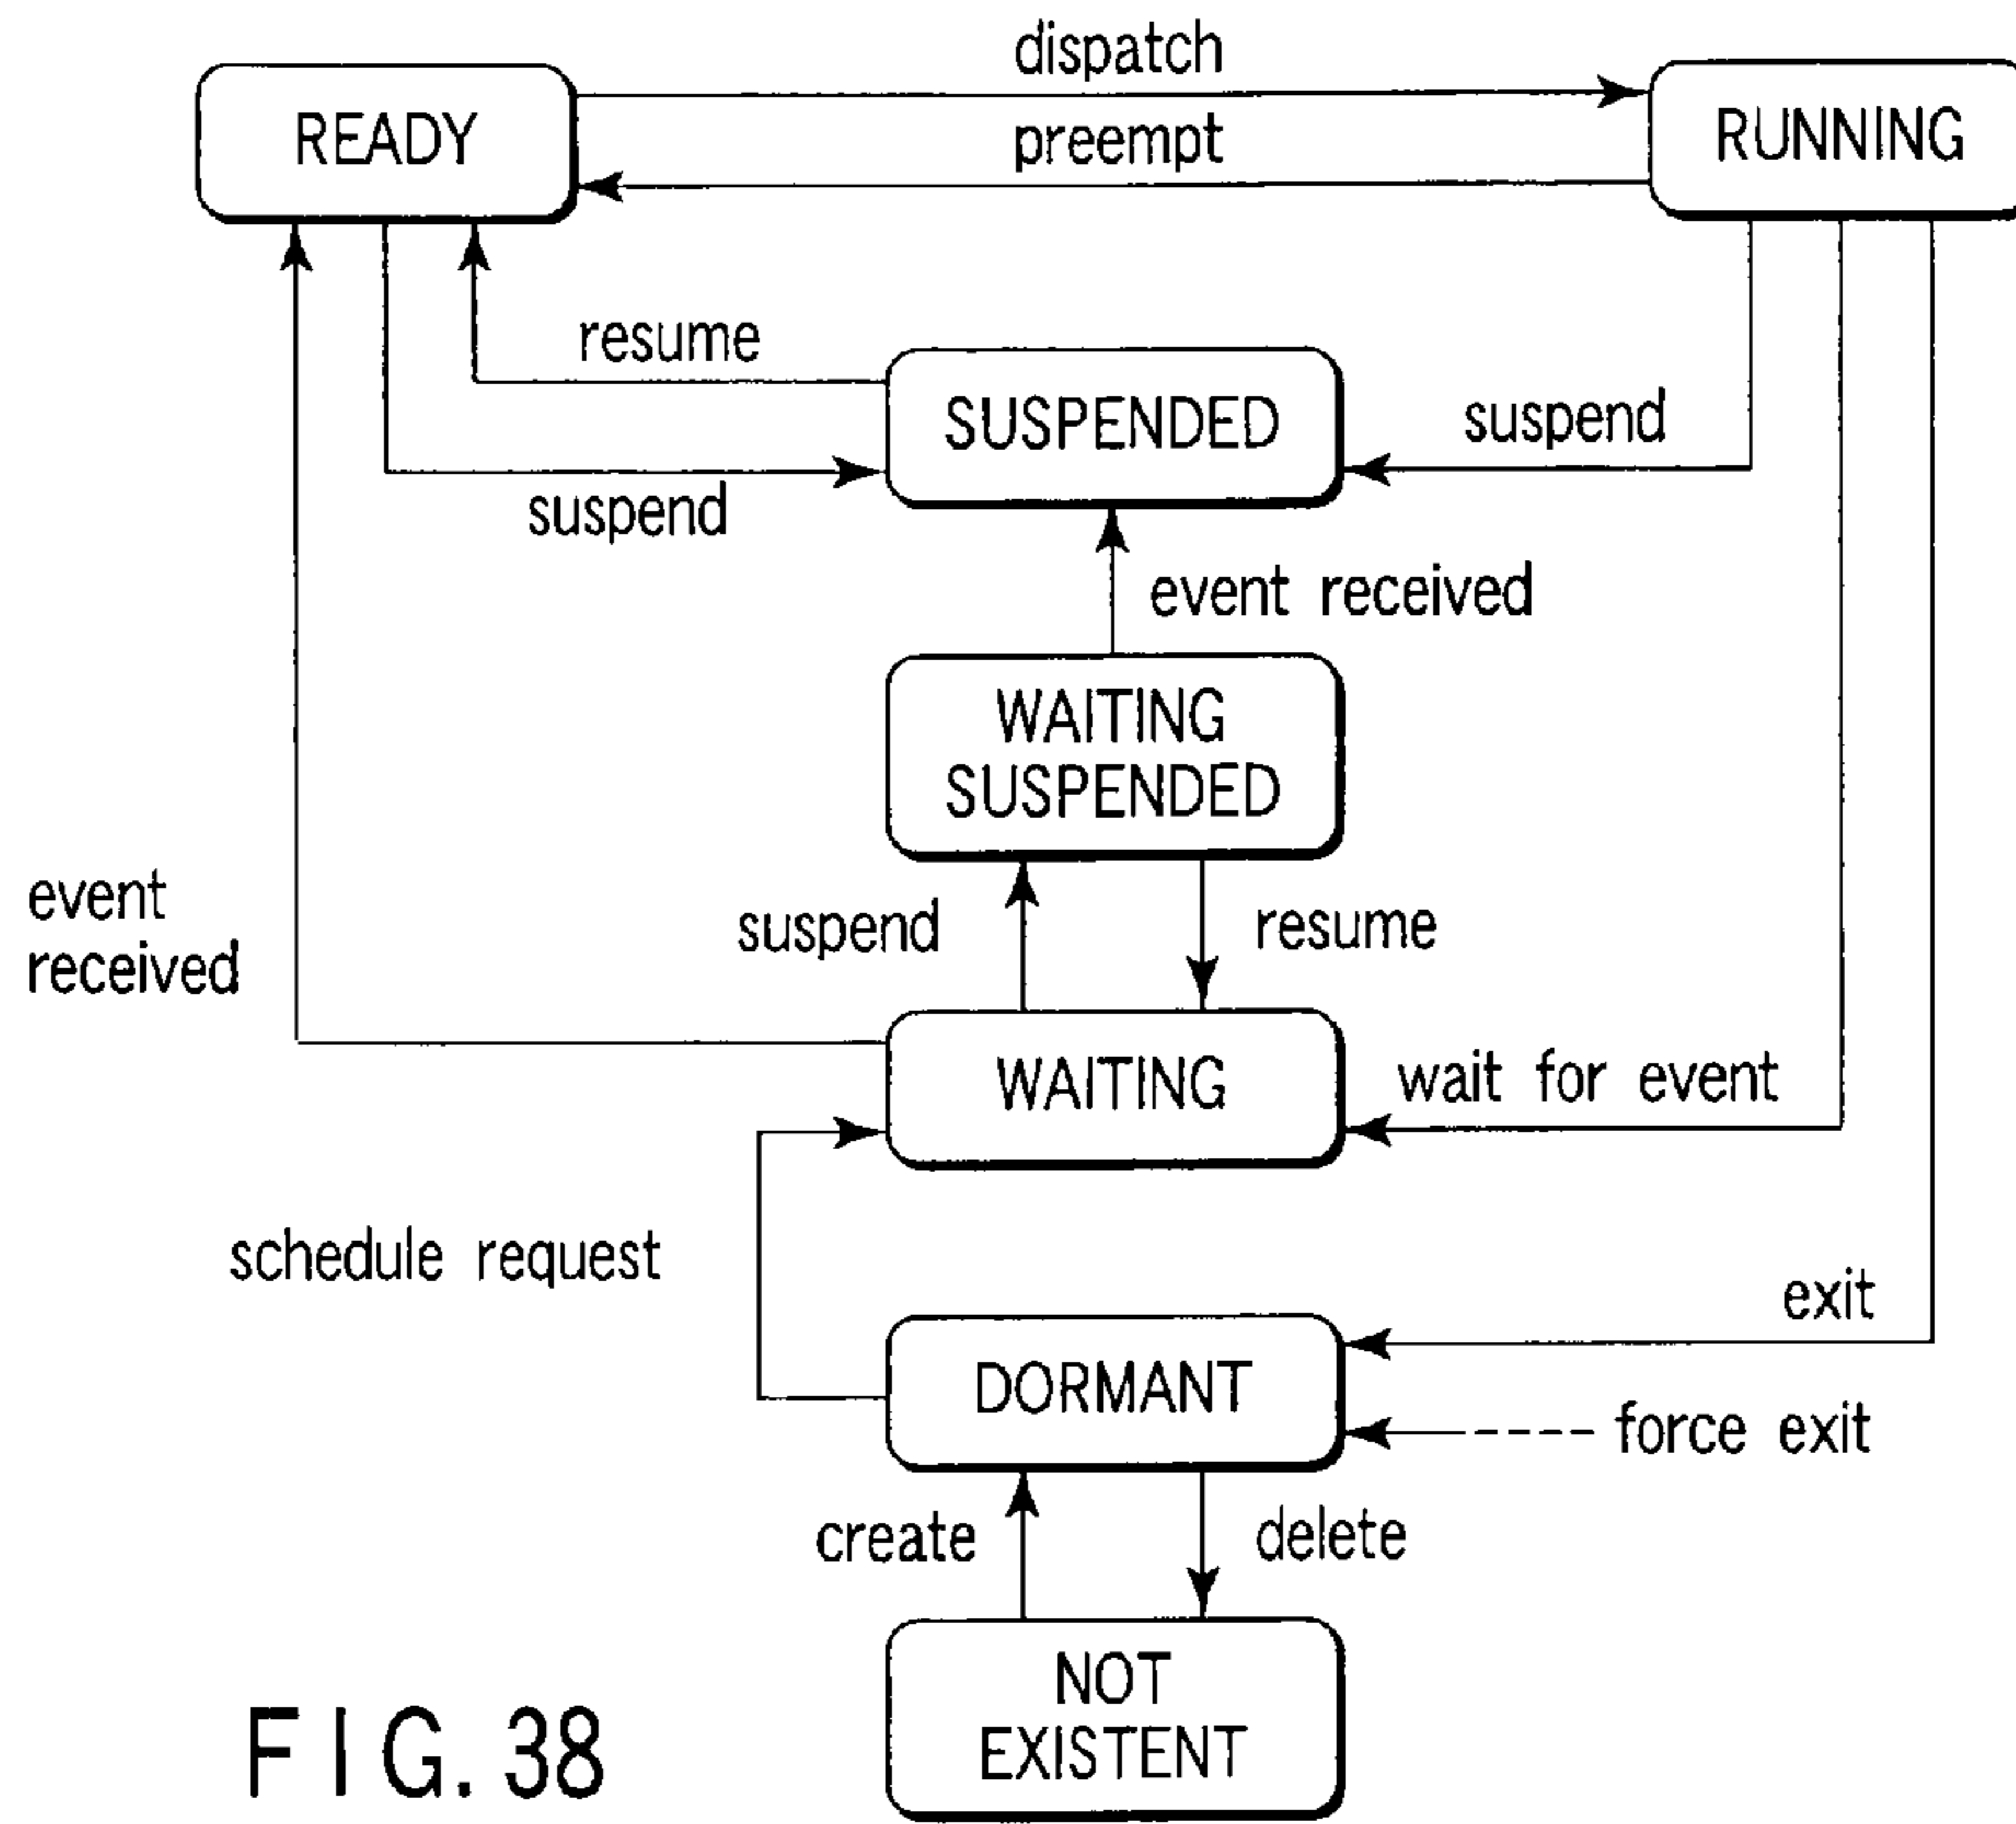 dispatch
READY
preempt
RUNNING
resume
SUSPENDED
suspend
suspend
event received
WAITING
SUSPENDED
event
received
suspend
resume
WAITING
wait for event
schedule request
exit
DORMANT
force exit
create
delete
NOT
EXISTENT
FIG. 38